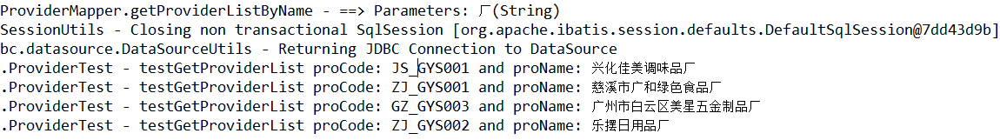 ProviderMapper.getProviderListByName - ==> Parameters: 厂(String)
SessionUtils - Closing non transactional SqlSession [org.apache.ibatis.session.defaults.DefaultSqlSession@7dd43d9b]
bc.datasource.DataSourceUtils - Returning JDBC Connection to DataSource
.ProviderTest - testGetProviderList proCode: JS_GYS001 and proName: 兴化佳美调味品厂
.ProviderTest - testGetProviderList proCode: ZJ_GYS001 and proName: 慈溪市广和绿色食品厂
.ProviderTest - testGetProviderList proCode: GZ_GYS003 and proName: 广州市白云区美星五金制品厂
.ProviderTest - testGetProviderList proCode: ZJ_GYS002 and proName: 乐摆日用品厂